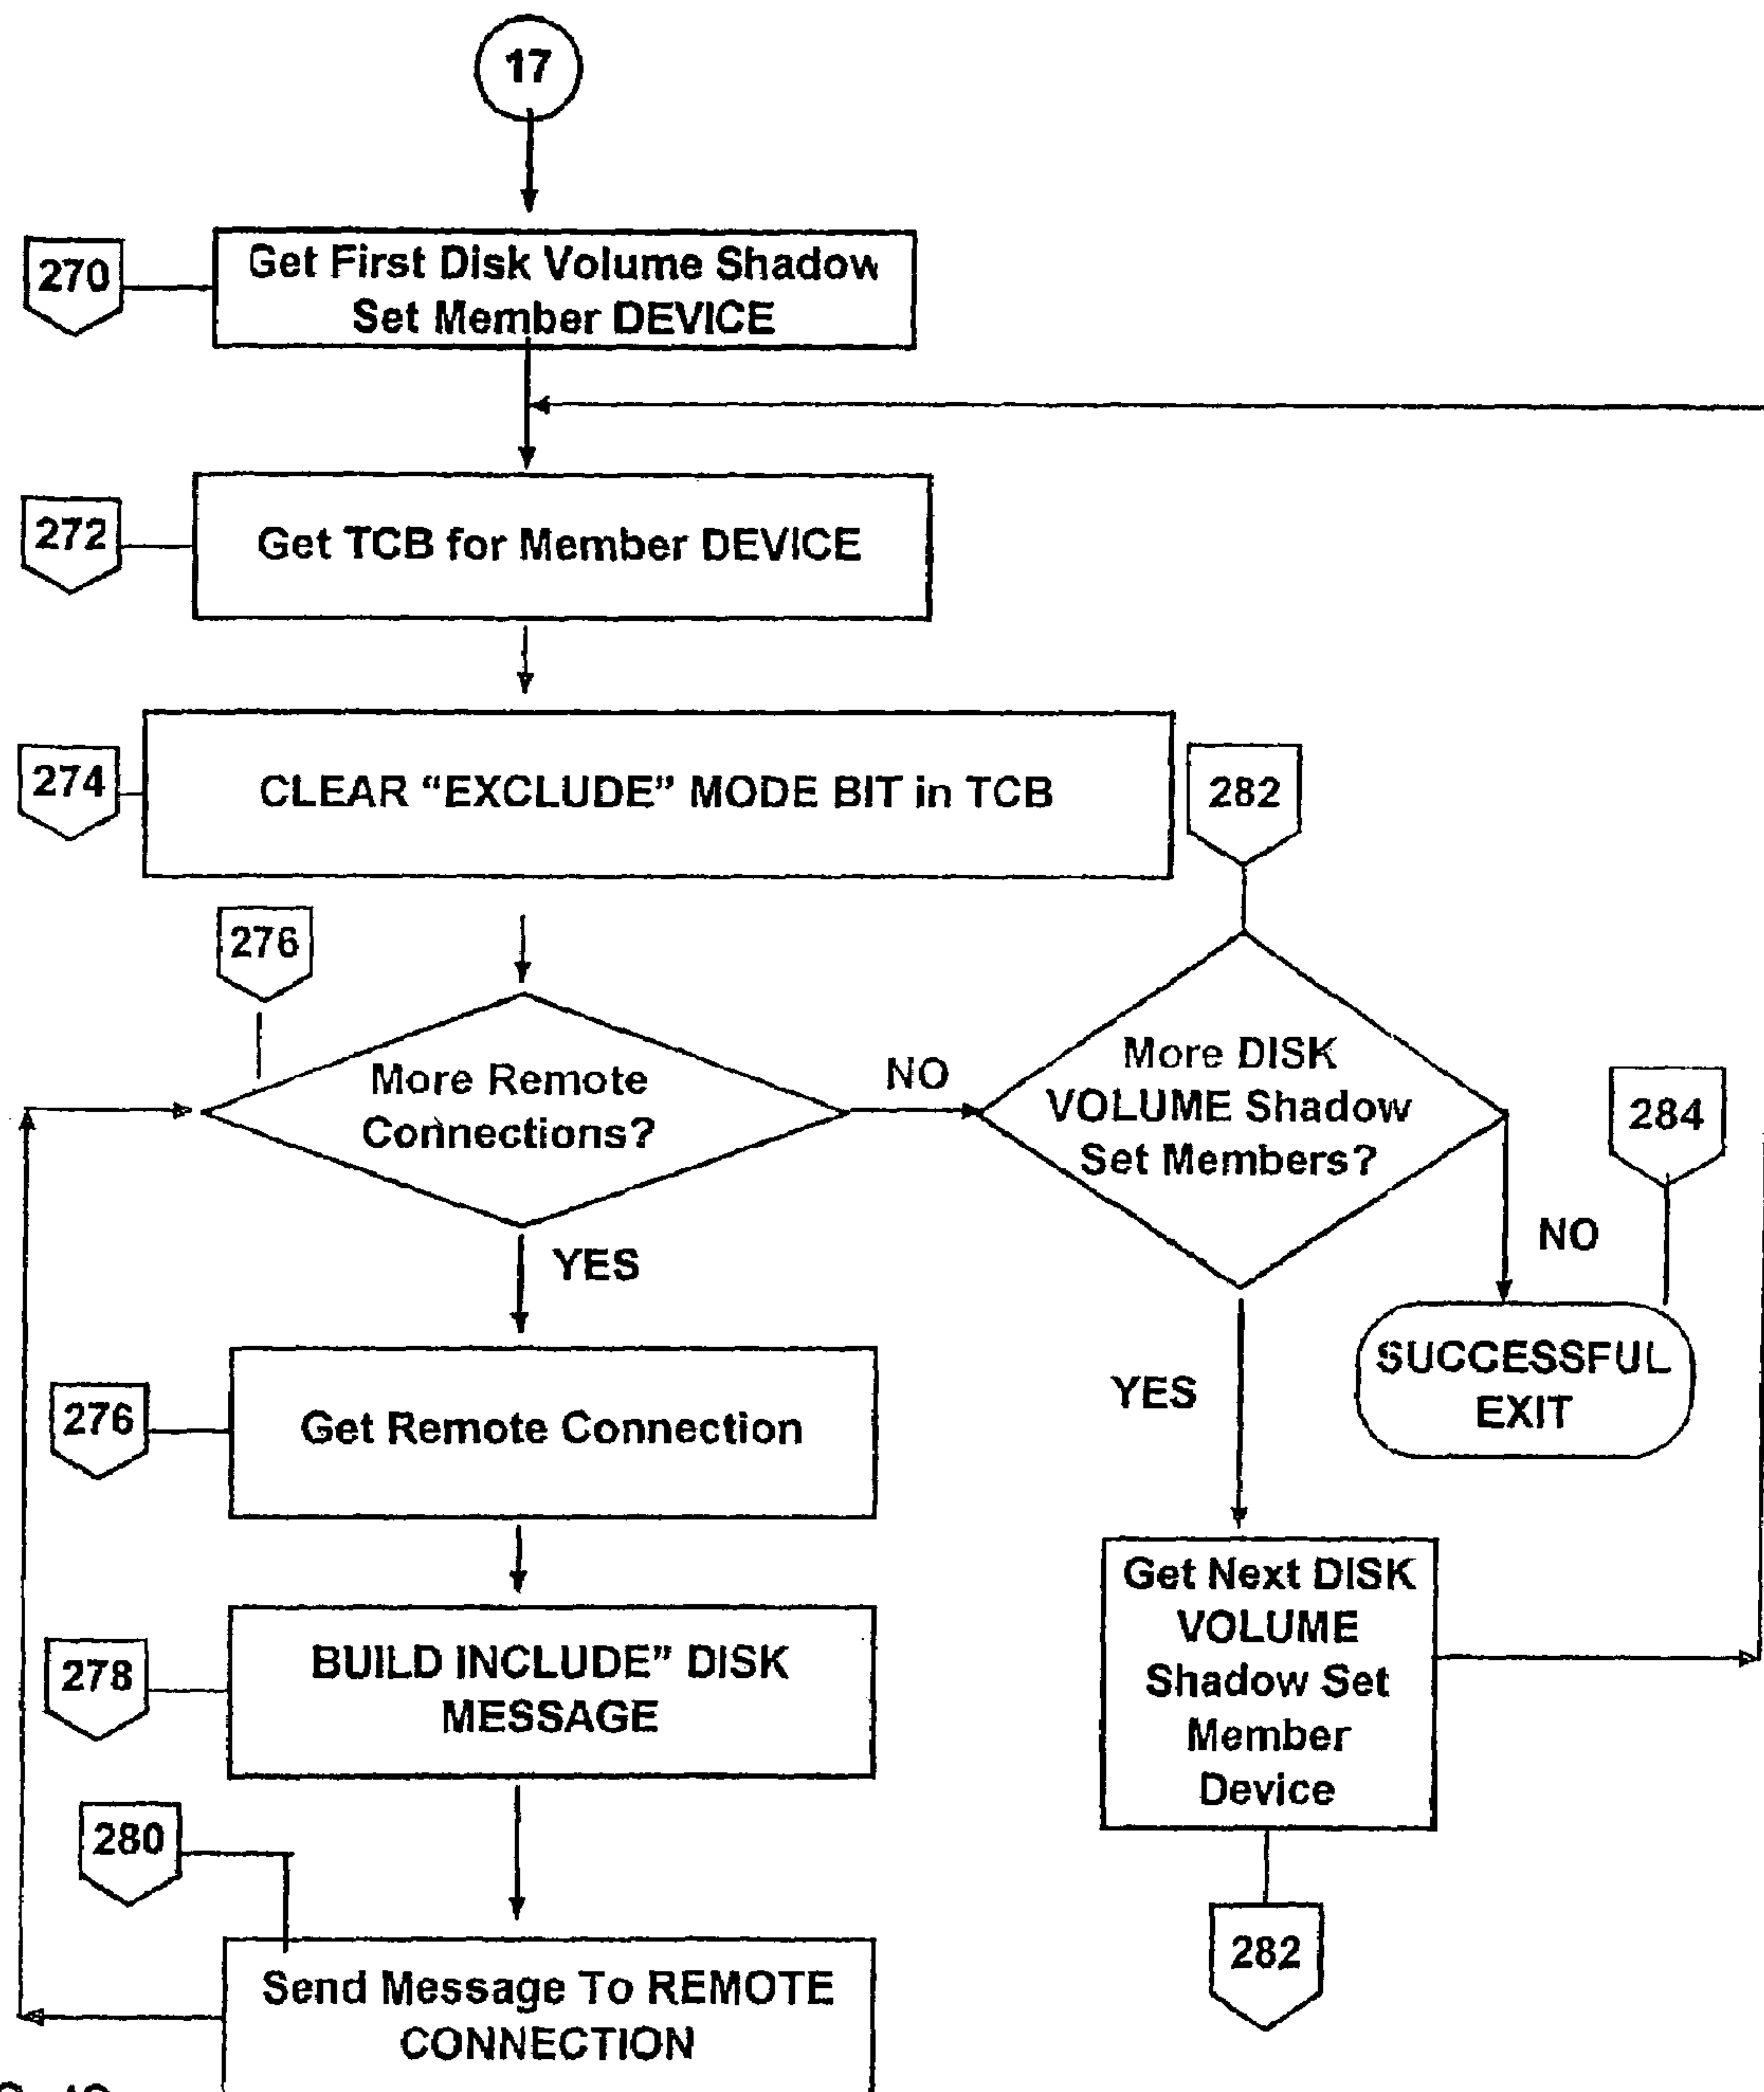 17
270
Get First Disk Volume Shadow
Set Member DEVICE
272
Get TCB for Member DEVICE
274
CLEAR “EXCLUDE” MODE BIT in TCB
282
276
More Remote
Connections?
NO
More DISK
VOLUME Shadow
Set Members?
284
NO
YES
SUCCESSFUL
EXIT
276
Get Remote Connection
YES
Get Next DISK
VOLUME
Shadow Set
Member
Device
278
BUILD INCLUDE” DISK
MESSAGE
280
Send Message To REMOTE
CONNECTION
282